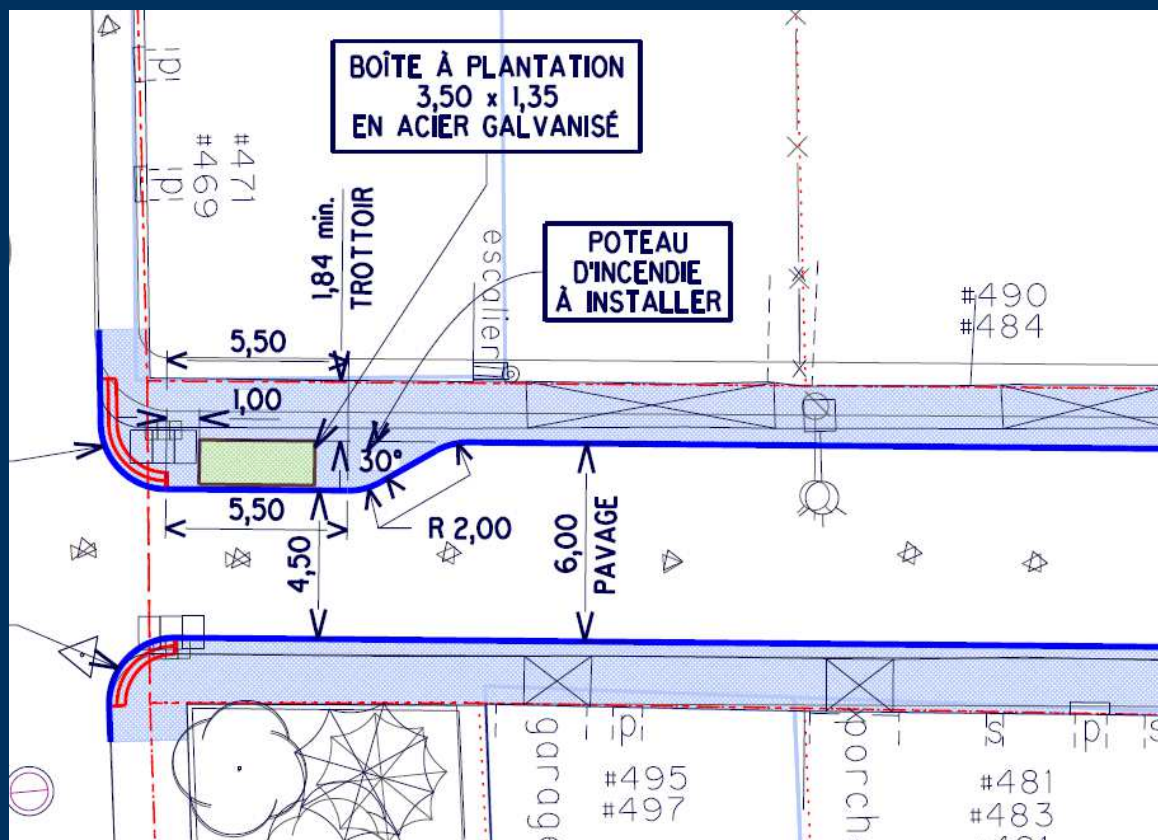 BOÎTE À PLANTATION
3,50 x 1,35
EN ACIER GALVANISÉ
p
p
#471
#469
1,84 min.
TROTTOIR
escalier
POTEAU
D'INCENDIE
À INSTALLER
#490
#484
5,50
1,00
30°
5,50
R 2,00
4,50
6,00
PAVAGE
garage
p
#495
#497
porch
s
p
s
#481
#483